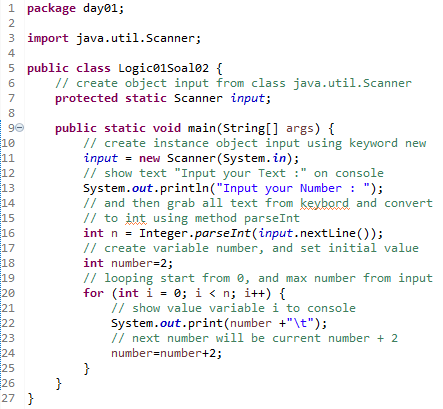 1 package day01;
2
3 import java.util.Scanner;
4
5 public class Logic01Soal02 {
6 // create object input from class java.util.Scanner
7 protected static Scanner input;
8
9 public static void main(String[] args) {
10 // create instance object input using keyword new
11 input = new Scanner(System.in);
12 // show text "Input your Text :" on console
13 System.out.println("Input your Number : ");
14 // and then grab all text from keybord and convert
15 // to int using method parseInt
16 int n = Integer.parseInt(input.nextLine());
17 // create variable number, and set initial value
18 int number=2;
19 // looping start from 0, and max number from input
20 for (int i = 0; i < n; i++) {
21 // show value variable i to console
22 System.out.print(number +"\t");
23 // next number will be current number + 2
24 number=number+2;
25 }
26 }
27 }